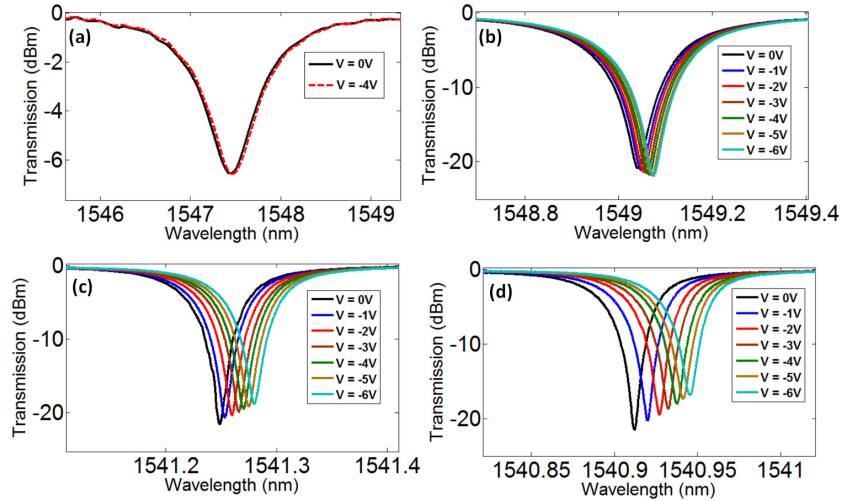 (a)
0
-2
-4
-6
Transmission (dBm)
V = 0V
V = -4V
1546 1547 1548 1549
Wavelength (nm)
(b)
0
-10
-20
Transmission (dBm)
V = 0V
V = -1V
V = -2V
V = -3V
V = -4V
V = -5V
V = -6V
1548.8 1549 1549.2 1549.4
Wavelength (nm)
(c)
0
-10
-20
Transmission (dBm)
V = 0V
V = -1V
V = -2V
V = -3V
V = -4V
V = -5V
V = -6V
1541.2 1541.3 1541.4
Wavelength (nm)
(d)
0
-10
-20
Transmission (dBm)
V = 0V
V = -1V
V = -2V
V = -3V
V = -4V
V = -5V
V = -6V
1540.85 1540.9 1540.95 1541
Wavelength (nm)